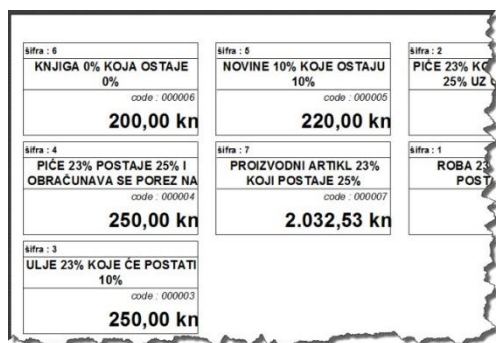 šifra : 6
KNJIGA 0% KOJA OSTAJE
0%
code : 000006
200,00 kn
šifra : 5
NOVINE 10% KOJE OSTAJU
10%
code : 000005
220,00 kn
šifra : 2
PIĆE 23%
25% UZ
šifra : 4
PIĆE 23% POSTAJE 25% I
OBRAČUNAVA SE POREZ NA
code : 000004
250,00 kn
šifra : 7
PROIZVODNI ARTIKL 23%
KOJI POSTAJE 25%
code : 000007
2.032,53 kn
šifra : 1
ROBA 23
POST
šifra : 3
ULJE 23% KOJE ĆE POSTATI
10%
code : 000003
250,00 kn